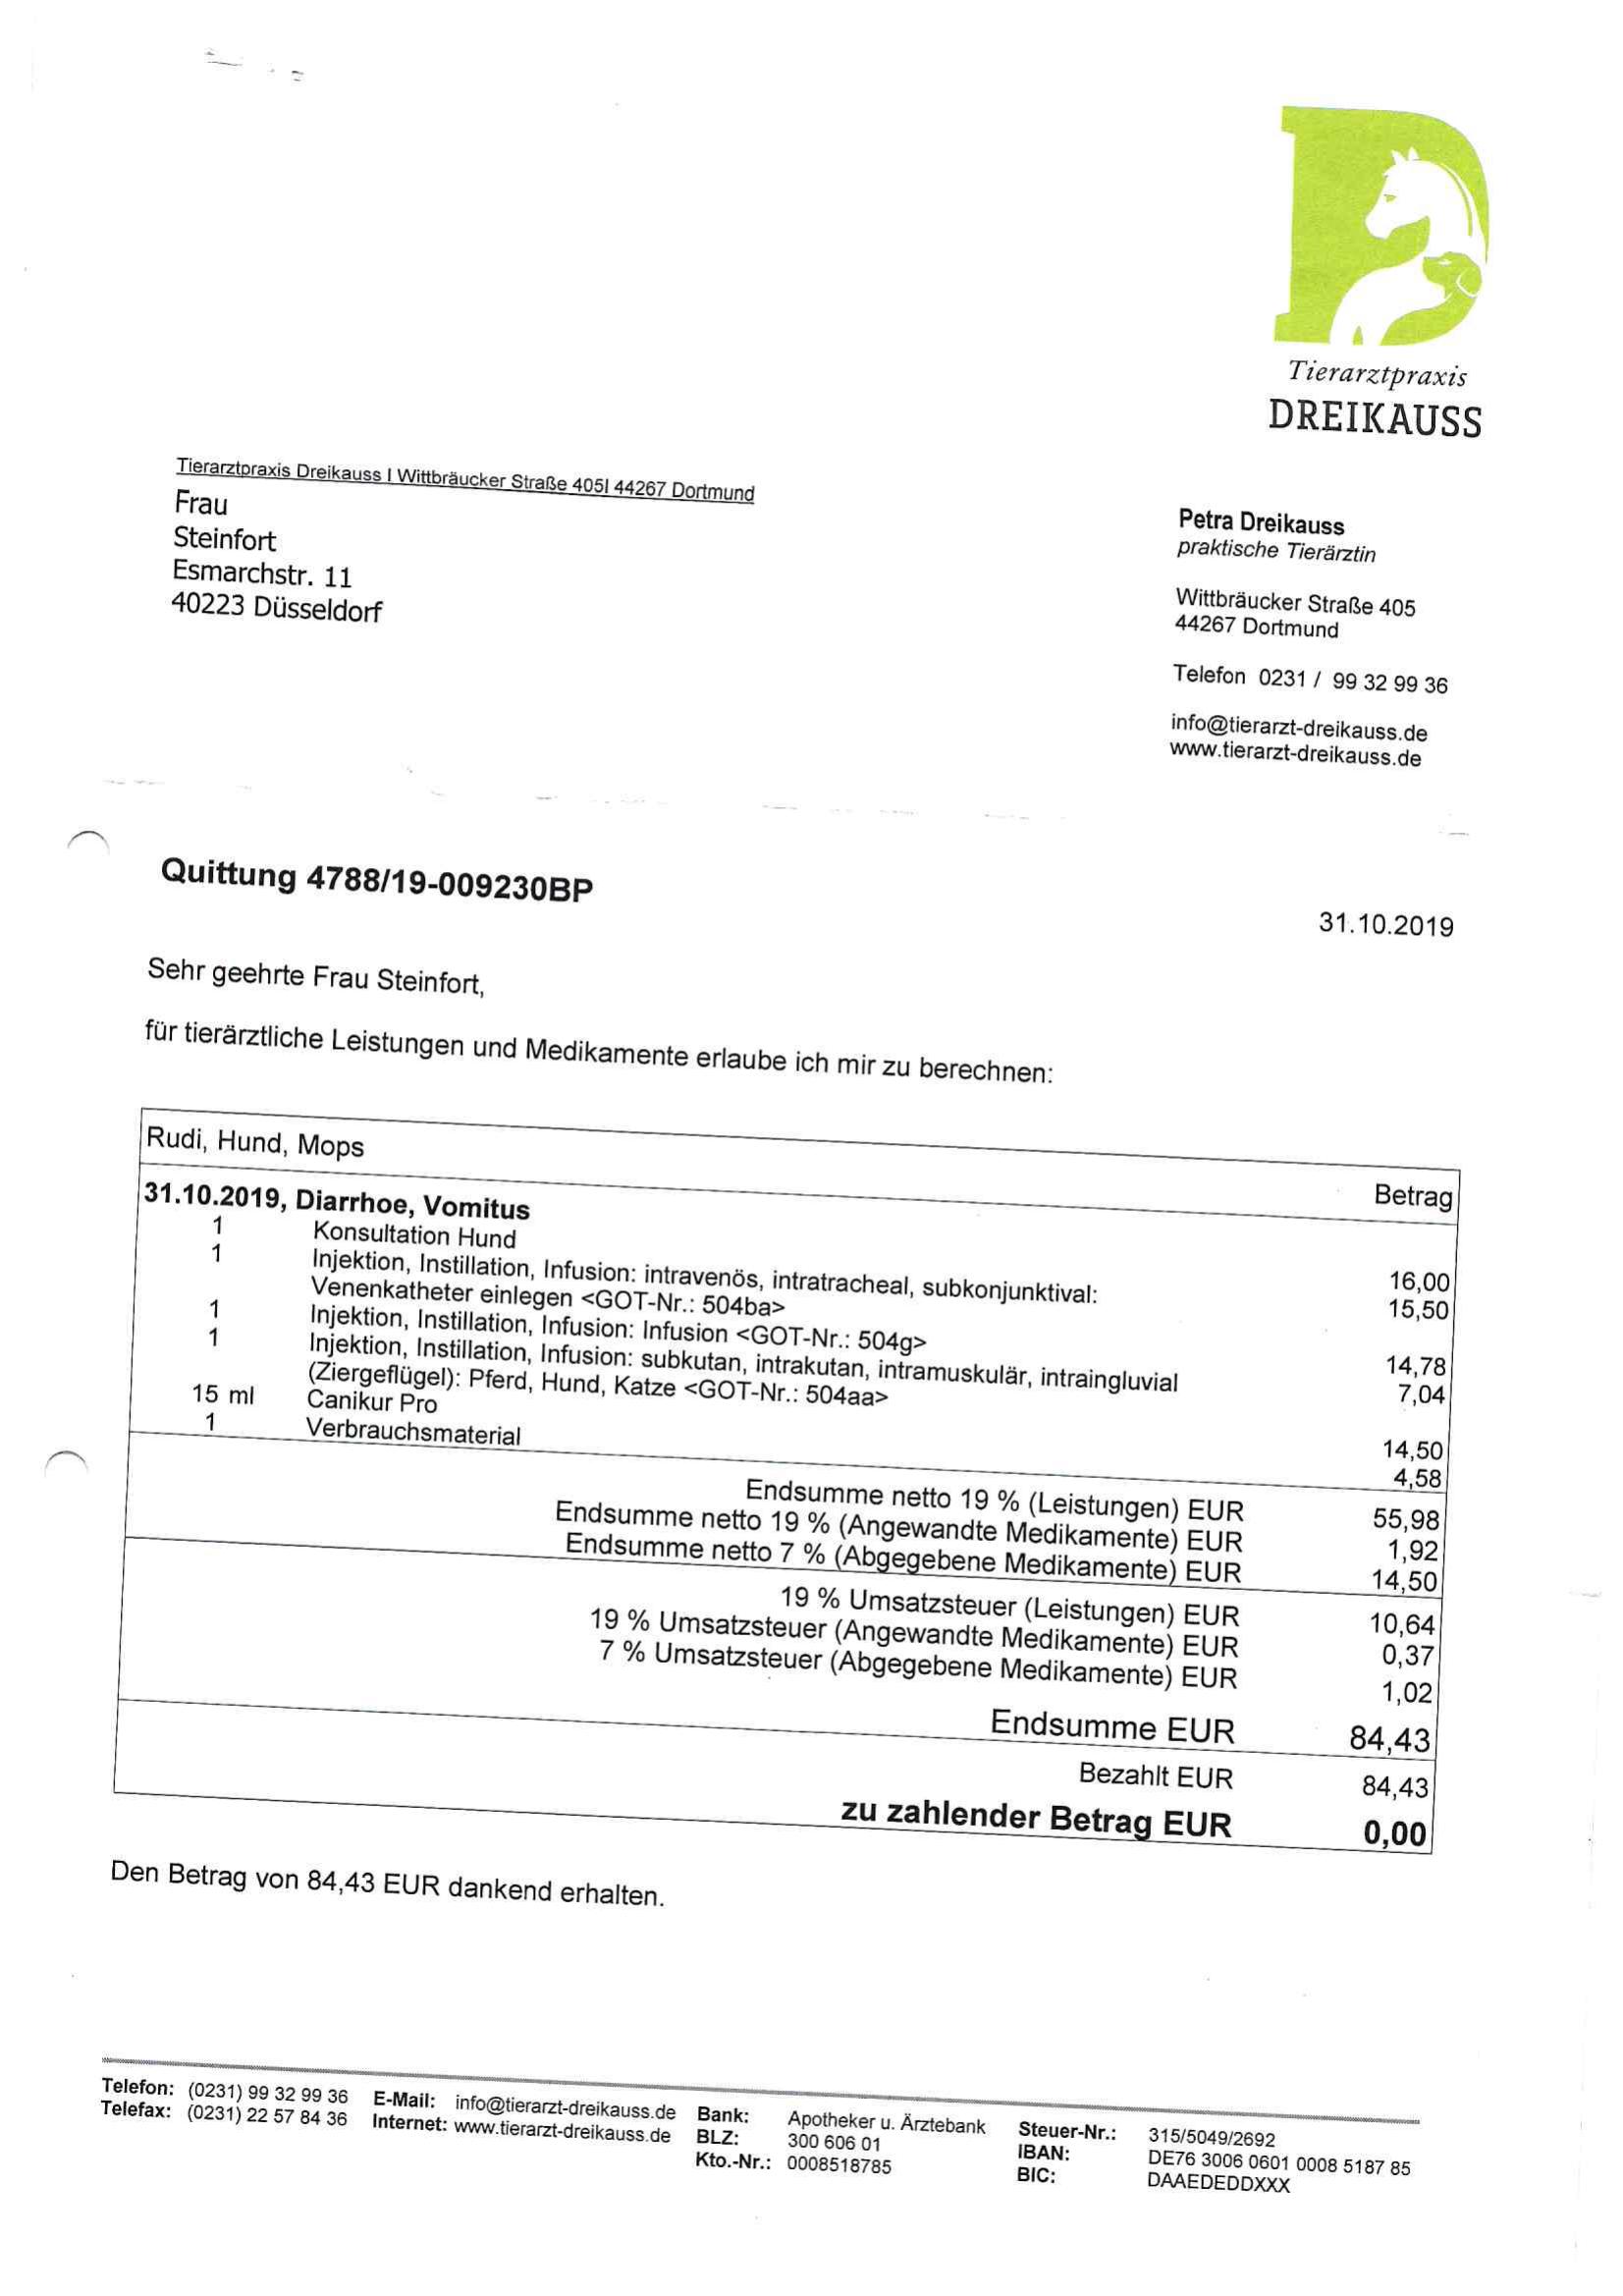 Tierarztpraxis
DREIKAUSS
Tierarztpraxis Dreikauss I Wittbräucker Straße 405I 44267 Dortmund
Frau
Steinfort
Esmarchstr. 11
40223 Düsseldorf
Petra Dreikauss
praktische Tierärztin
Wittbräucker Straße 405
44267 Dortmund
Telefon 0231 / 99 32 99 36
info@tierarzt-dreikauss.de
www.tierarzt-dreikauss.de
Quittung 4788/19-009230BP
31.10.2019
Sehr geehrte Frau Steinfort,
für tierärztliche Leistungen und Medikamente erlaube ich mir zu berechnen:
Rudi, Hund, Mops
Betrag
31.10.2019, Diarrhoe, Vomitus
1 Konsultation Hund 16,00
1 Injektion, Instillation, Infusion: intravenös, intratracheal, subkonjunktival: 15,50
Venenkatheter einlegen <GOT-Nr.: 504ba>
1 Injektion, Instillation, Infusion: Infusion <GOT-Nr.: 504g> 14,78
1 Injektion, Instillation, Infusion: subkutan, intrakutan, intramuskulär, intraingluvial 7,04
(Ziergeflügel): Pferd, Hund, Katze <GOT-Nr.: 504aa>
15 ml Canikur Pro 14,50
1 Verbrauchsmaterial 4,58
Endsumme netto 19 % (Leistungen) EUR 55,98
Endsumme netto 19 % (Angewandte Medikamente) EUR 1,92
Endsumme netto 7 % (Abgegebene Medikamente) EUR 14,50
19 % Umsatzsteuer (Leistungen) EUR 10,64
19 % Umsatzsteuer (Angewandte Medikamente) EUR 0,37
7 % Umsatzsteuer (Abgegebene Medikamente) EUR 1,02
Endsumme EUR 84,43
Bezahlt EUR 84,43
zu zahlender Betrag EUR 0,00
Den Betrag von 84,43 EUR dankend erhalten.
Telefon: (0231) 99 32 99 36 E-Mail: info@tierarzt-dreikauss.de Bank: Apotheker u. Ärztebank Steuer-Nr.: 315/5049/2692
Telefax: (0231) 22 57 84 36 Internet: www.tierarzt-dreikauss.de BLZ: 300 606 01 IBAN: DE76 3006 0601 0008 5187 85
Kto.-Nr.: 0008518785 BIC: DAAEDEDDXXX